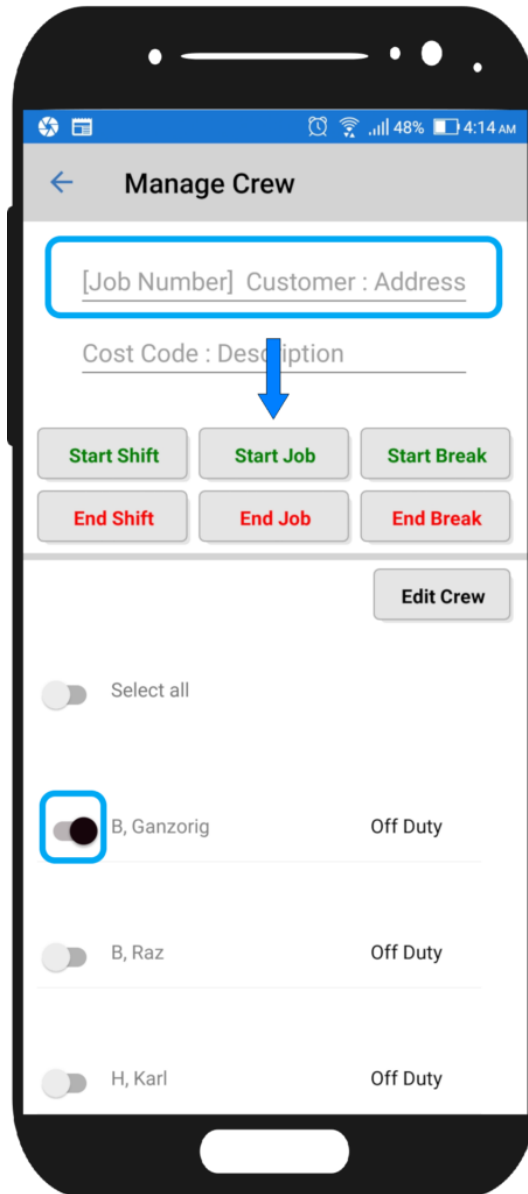 48% 4:14 AM
Manage Crew
[Job Number] Customer : Address
Cost Code : Description
Start Shift Start Job Start Break
End Shift End Job End Break
Edit Crew
Select all
B, Ganzorig Off Duty
B, Raz Off Duty
H, Karl Off Duty